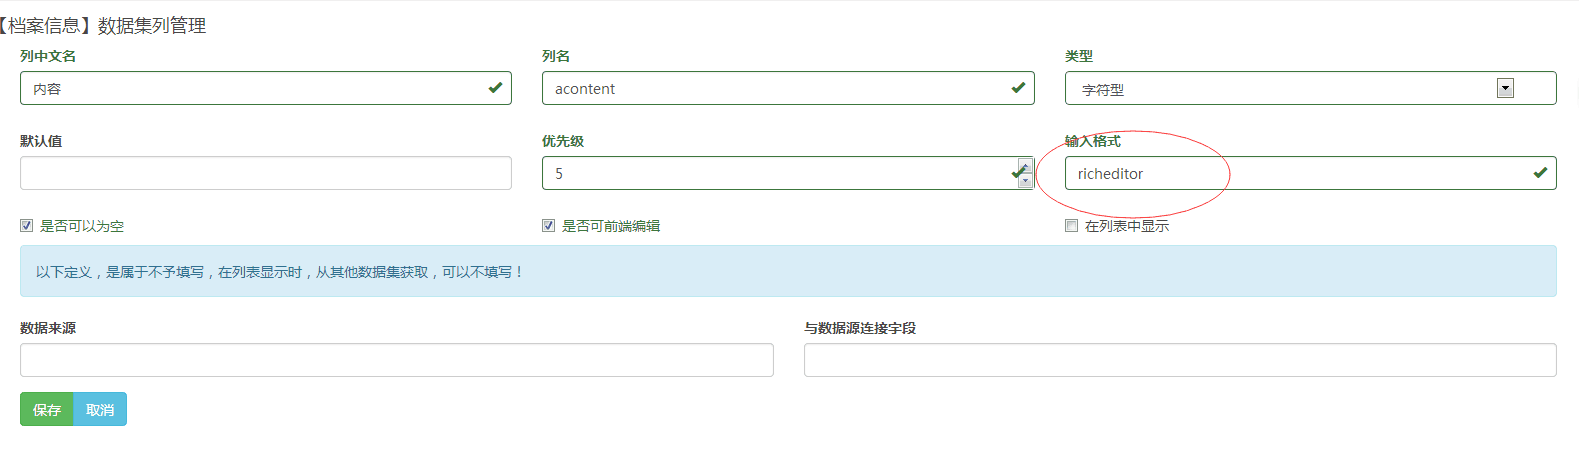 【档案信息】数据集列管理
列中文名 列名 类型
内容 acontent 字符型
默认值 优先级 输入格式
5 richeditor
是否可以为空 是否可前端编辑 在列表中显示
以下定义，是属于不予填写，在列表显示时，从其他数据集获取，可以不填写！
数据来源 与数据源连接字段
保存 取消